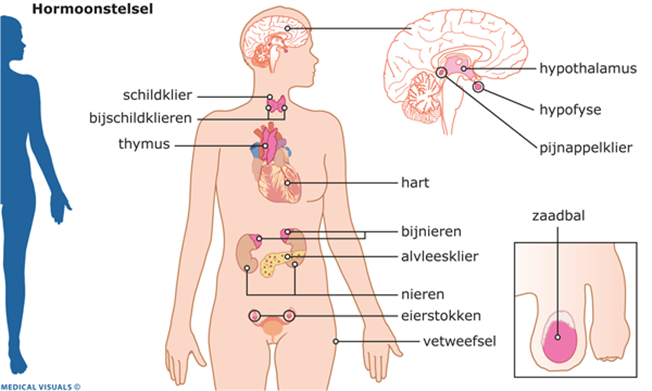 Hormoonstelsel
schildklier
bijschildklieren
thymus
hypothalamus
hypofyse
pijnappelklier
hart
bijnieren
alvleesklier
nieren
eierstokken
vetweefsel
zaadbal
MEDICAL VISUALS ©